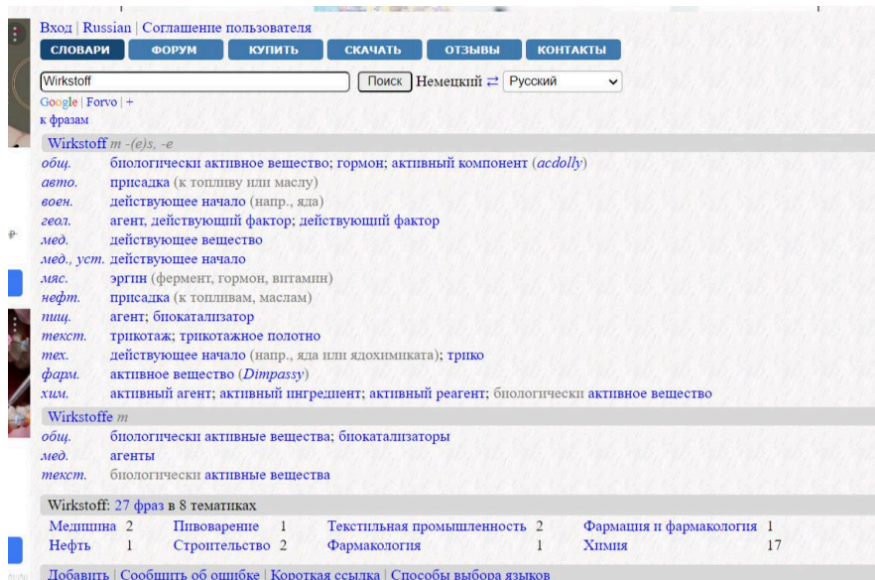 Вход | Russian | Соглашение пользователя
СЛОВАРИ ФОРУМ КУПИТЬ СКАЧАТЬ ОТЗЫВЫ КОНТАКТЫ
Wirkstoff Поиск Немецкий ⇄ Русский
Google | Forvo | +
к фразам
Wirkstoff m -(e)s, -e
общ. биологически активное вещество; гормон; активный компонент (acdolly)
авто. присадка (к топливу или маслу)
воен. действующее начало (напр., яда)
геол. агент, действующий фактор; действующий фактор
мед. действующее вещество
мед., уст. действующее начало
мяс. эргин (фермент, гормон, витамин)
нефт. присадка (к топливам, маслам)
пищ. агент; биокатализатор
текст. трикотаж; трикотажное полотно
тех. действующее начало (напр., яда или ядохимиката); трико
фарм. активное вещество (Dimpassy)
хим. активный агент; активный ингредиент; активный реагент; биологически активное вещество
Wirkstoffe m
общ. биологически активные вещества; биокатализаторы
мед. агенты
текст. биологически активные вещества
Wirkstoff: 27 фраз в 8 тематиках
Медицина 2 Пивоварение 1 Текстильная промышленность 2 Фармация и фармакология 1
Нефть 1 Строительство 2 Фармакология 1 Химия 17
Добавить | Сообщить об ошибке | Короткая ссылка | Способы выбора языков